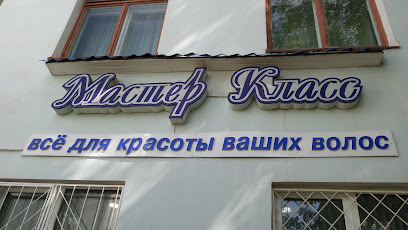 Мастер Класс
всё для красоты ваших волос